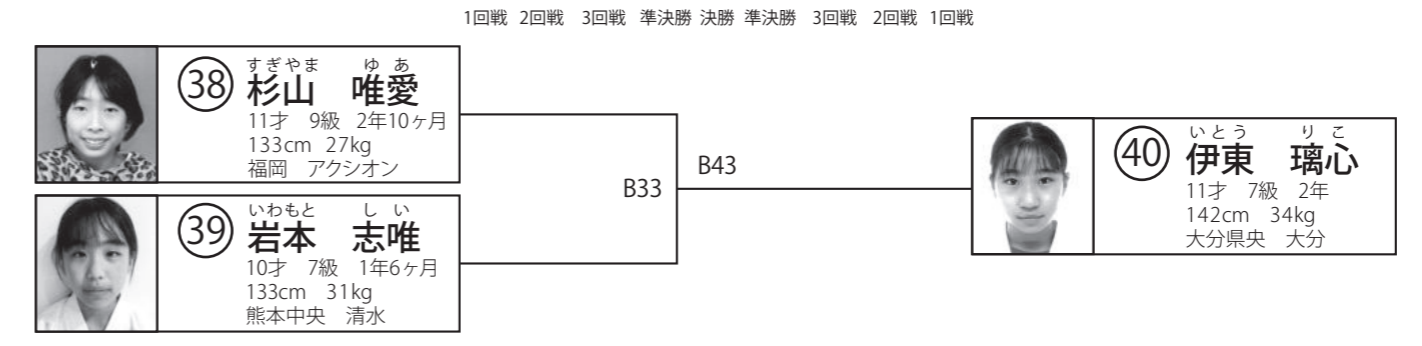 1回戦 2回戦 3回戦 準決勝 決勝 準決勝 3回戦 2回戦 1回戦
38
すぎやま ゆあ
杉山 唯愛
11才 9級 2年10ヶ月
133cm 27kg
福岡 アクシオン
39
いわもと しい
岩本 志唯
10才 7級 1年6ヶ月
133cm 31kg
熊本中央 清水
B33
B43
40
いとう りこ
伊東 璃心
11才 7級 2年
142cm 34kg
大分県央 大分